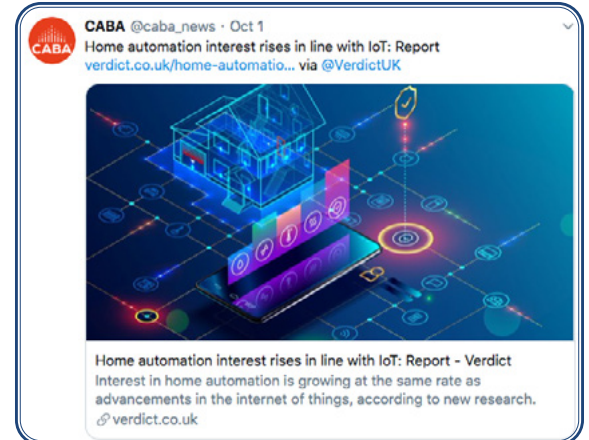 CABA
CABA @caba_news · Oct 1
Home automation interest rises in line with IoT: Report
verdict.co.uk/home-automatio... via @VerdictUK
Home automation interest rises in line with IoT: Report - Verdict
Interest in home automation is growing at the same rate as
advancements in the internet of things, according to new research.
verdict.co.uk